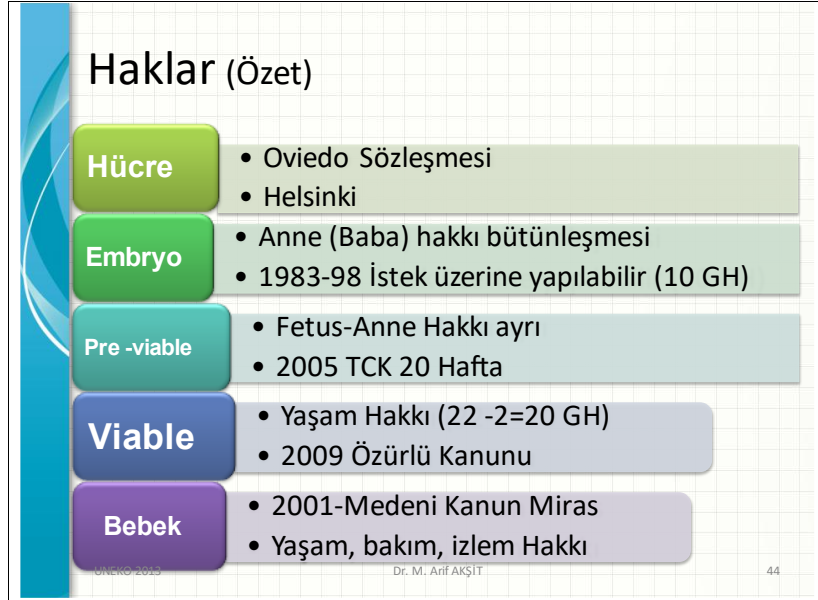 Haklar (Özet)
Hücre
• Oviedo Sözleşmesi
• Helsinki
Embryo
• Anne (Baba) hakkı bütünleşmesi
• 1983-98 İstek üzerine yapılabilir (10 GH)
Pre -viable
• Fetus-Anne Hakkı ayrı
• 2005 TCK 20 Hafta
Viable
• Yaşam Hakkı (22 -2=20 GH)
• 2009 Özürlü Kanunu
Bebek
• 2001-Medeni Kanun Miras
• Yaşam, bakım, izlem Hakkı
UNEKO 2013
Dr. M. Arif AKŞİT
44